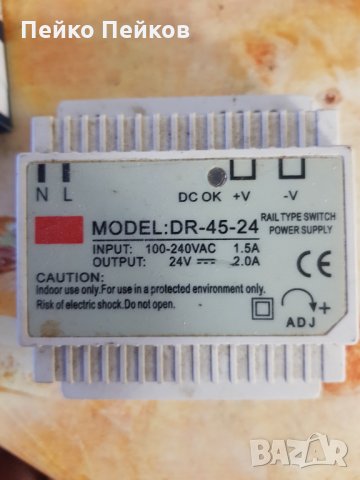 Пейко Пейков
N L DC OK +V -V
MODEL:DR-45-24 RAIL TYPE SWITCH
POWER SUPPLY
INPUT: 100-240VAC 1.5A
OUTPUT: 24V 2.0A
CE
CAUTION:
Indoor use only.For use in a protected environment only.
Risk of electric shock.Do not open.
+
ADJ
BAZAR